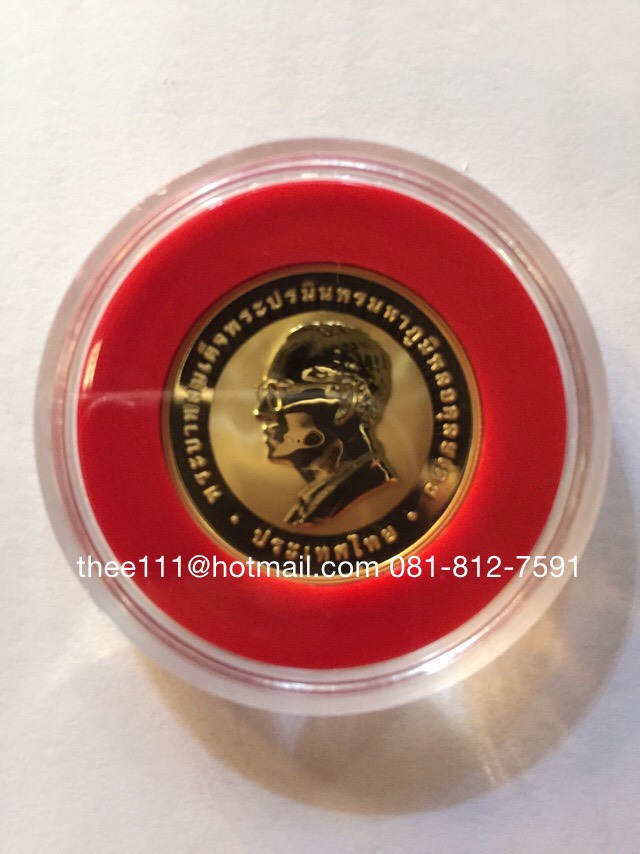 พระบาทสมเด็จพระปรมินทรมหาภูมิพลอดุลยเดช
• ประเทศไทย •
thee111@hotmail.com 081-812-7591